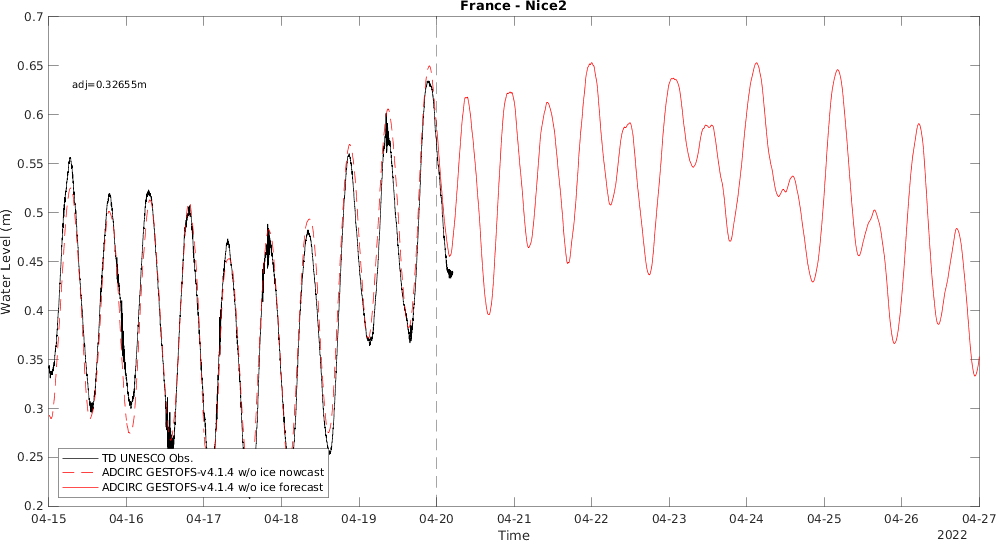 France - Nice2
0.7
0.65
adj=0.32655m
0.6
0.55
0.5
0.45
0.4
0.35
0.3
0.25
0.2
Water Level (m)
TD UNESCO Obs.
ADCIRC GESTOFS-v4.1.4 w/o ice nowcast
ADCIRC GESTOFS-v4.1.4 w/o ice forecast
04-15 04-16 04-17 04-18 04-19 04-20 04-21 04-22 04-23 04-24 04-25 04-26 04-27
Time
2022